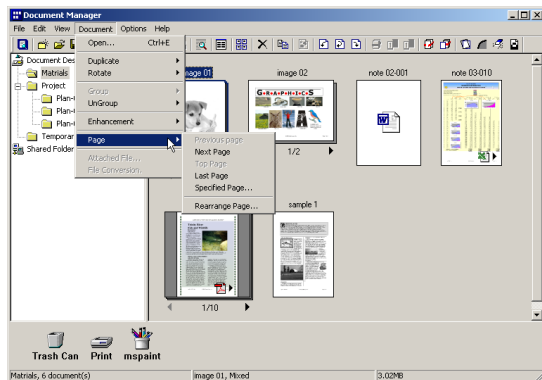 Document Manager
File Edit View Document Options Help
Open... Ctrl+E
Duplicate
Rotate
Group
UnGroup
Enhancement
Page
Attached File...
File Conversion
Previous page
Next Page
Top Page
Last Page
Specified Page...
Rearrange Page...
Document Des
Matrials
Project
Plan-
Plan-
Plan-
Temporar
Shared Folder
image 01
image 02
note 02-001
note 03-010
G•R•A•P•H•I•C•S
1/2
sample 1
1/10
Trash Can Print mspaint
Matrials, 6 document(s)
image 01, Mixed
3.02MB